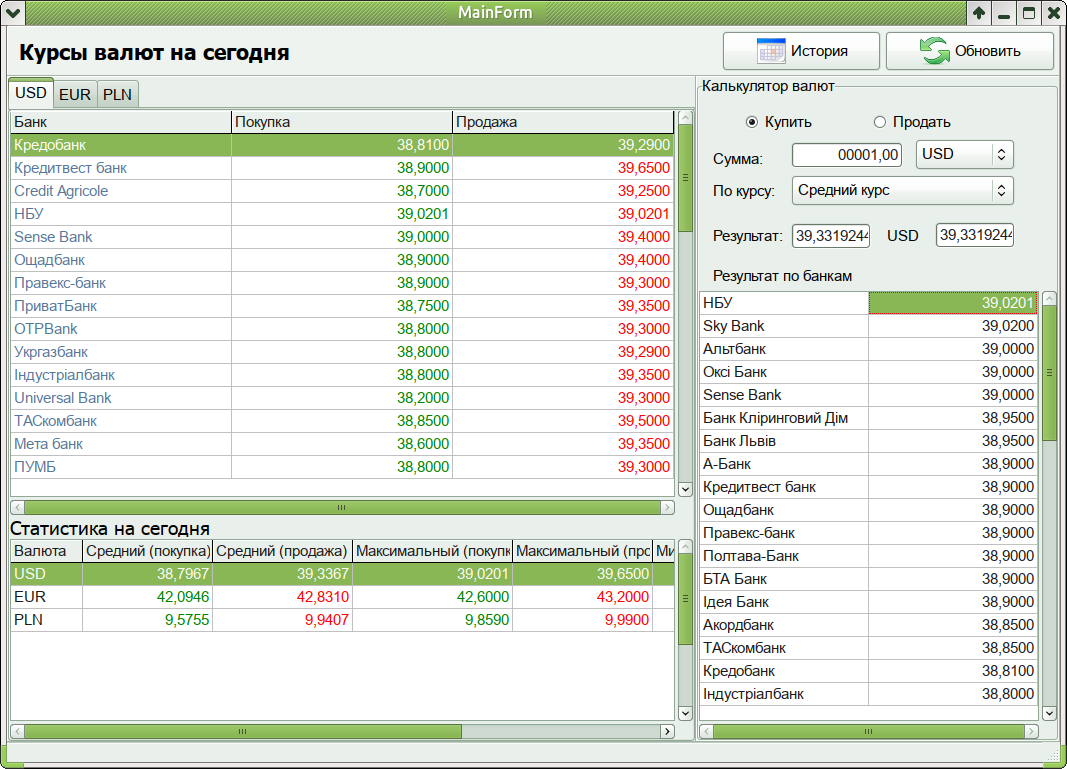 MainForm
Курсы валют на сегодня
История
Обновить
USD EUR PLN
Банк Покупка Продажа
Кредобанк 38,8100 39,2900
Кредитвест банк 38,9000 39,6500
Credit Agricole 38,7000 39,2500
НБУ 39,0201 39,0201
Sense Bank 39,0000 39,4000
Ощадбанк 38,9000 39,4000
Правекс-банк 38,9000 39,3000
ПриватБанк 38,7500 39,3500
OTPBank 38,8000 39,3000
Укргазбанк 38,8000 39,2900
Індустріалбанк 38,8000 39,3500
Universal Bank 38,2000 39,3000
ТАСкомбанк 38,8500 39,5000
Мета банк 38,6000 39,3500
ПУМБ 38,8000 39,3000
Статистика на сегодня
Валюта Средний (покупка) Средний (продажа) Максимальный (покупк Максимальный (про Ми
USD 38,7967 39,3367 39,0201 39,6500
EUR 42,0946 42,8310 42,6000 43,2000
PLN 9,5755 9,9407 9,8590 9,9900
Калькулятор валют
Купить Продать
Сумма: 00001,00 USD
По курсу: Средний курс
Результат: 39,3319244 USD 39,3319244
Результат по банкам
НБУ 39,0201
Sky Bank 39,0200
Альтбанк 39,0000
Оксі Банк 39,0000
Sense Bank 39,0000
Банк Кліринговий Дім 38,9500
Банк Львів 38,9500
А-Банк 38,9000
Кредитвест банк 38,9000
Ощадбанк 38,9000
Правекс-банк 38,9000
Полтава-Банк 38,9000
БТА Банк 38,9000
Ідея Банк 38,9000
Акордбанк 38,8500
ТАСкомбанк 38,8500
Кредобанк 38,8100
Індустріалбанк 38,8000